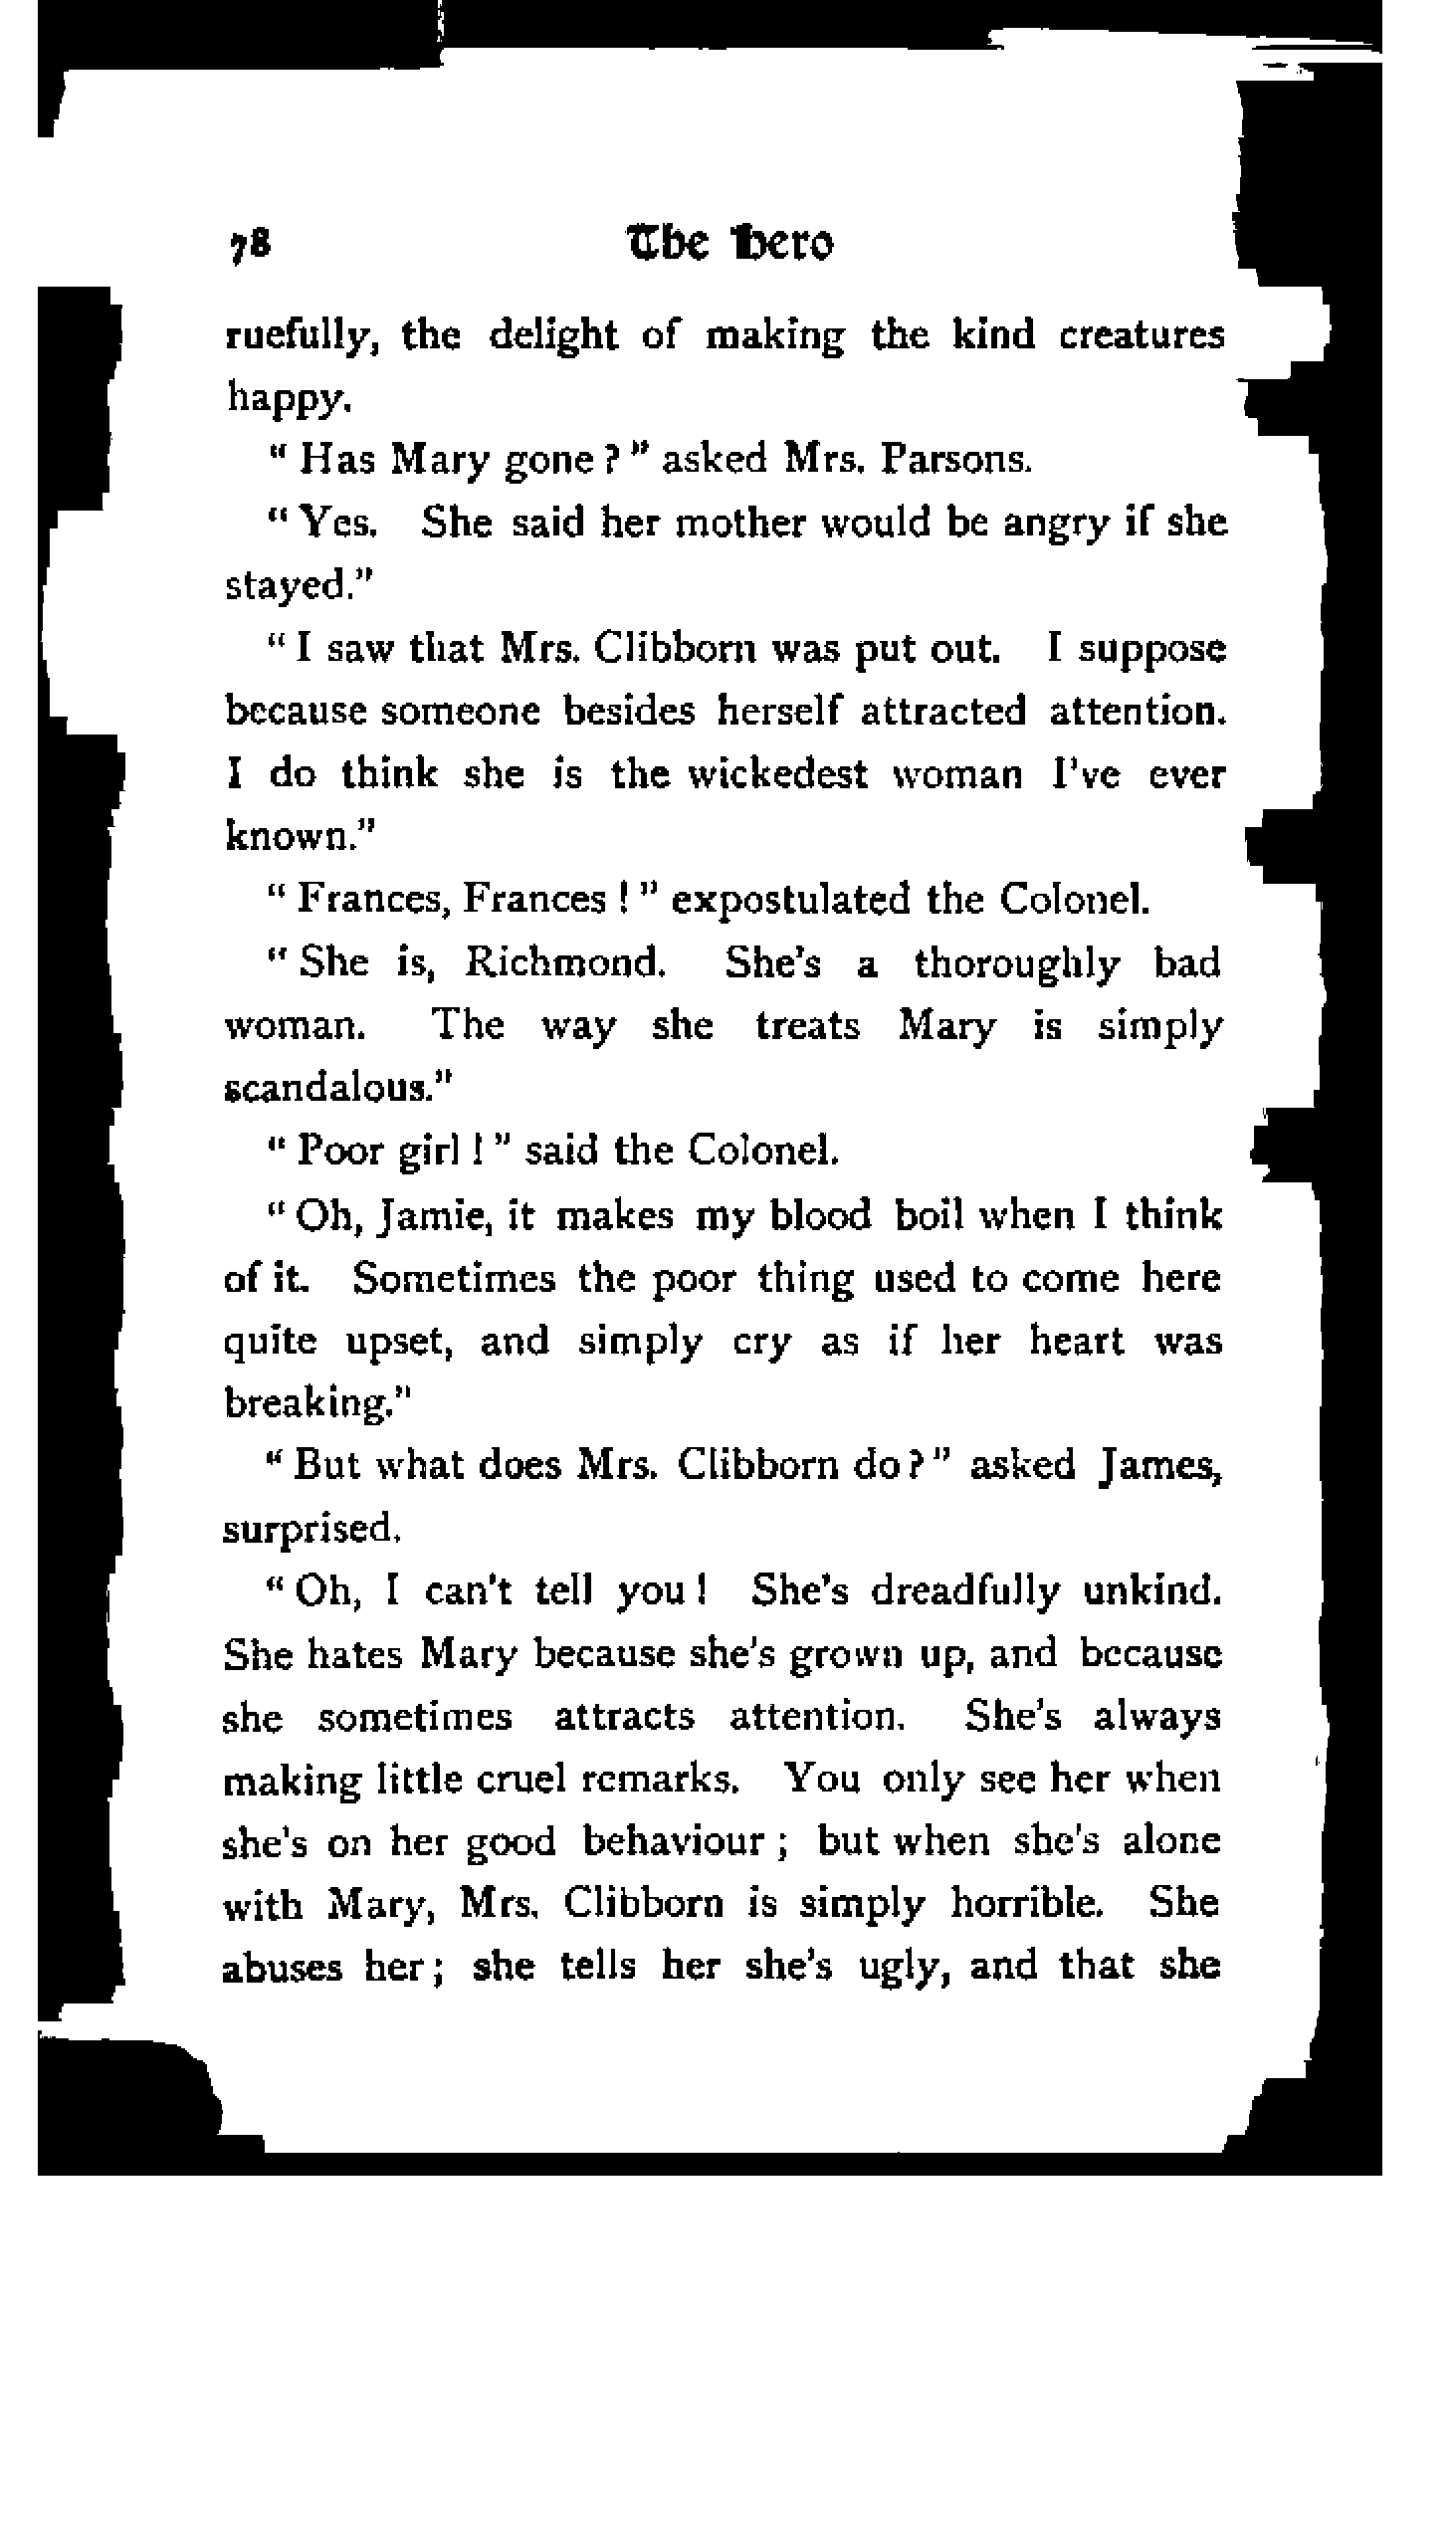 78 The Hero
ruefully, the delight of making the kind creatures
happy.
" Has Mary gone ? " asked Mrs. Parsons.
" Yes. She said her mother would be angry if she
stayed."
" I saw that Mrs. Clibborn was put out. I suppose
because someone besides herself attracted attention.
I do think she is the wickedest woman I've ever
known."
" Frances, Frances ! " expostulated the Colonel.
" She is, Richmond. She's a thoroughly bad
woman. The way she treats Mary is simply
scandalous."
" Poor girl ! " said the Colonel.
" Oh, Jamie, it makes my blood boil when I think
of it. Sometimes the poor thing used to come here
quite upset, and simply cry as if her heart was
breaking."
" But what does Mrs. Clibborn do ? " asked James,
surprised.
" Oh, I can't tell you ! She's dreadfully unkind.
She hates Mary because she's grown up, and because
she sometimes attracts attention. She's always
making little cruel remarks. You only see her when
she's on her good behaviour ; but when she's alone
with Mary, Mrs. Clibborn is simply horrible. She
abuses her ; she tells her she's ugly, and that she